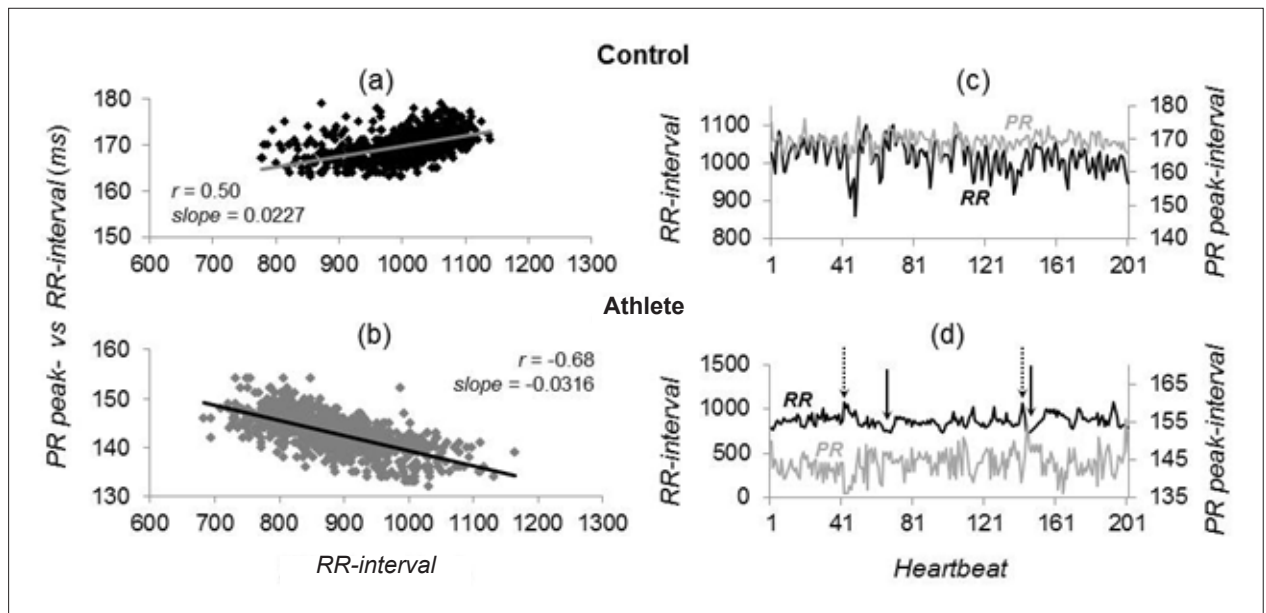 Control
(a)
PR peak- vs RR-interval (ms)
180
170
160
150
r = 0.50
slope = 0.0227
600 700 800 900 1000 1100 1200 1300
(c)
RR-interval
1100
1000
900
800
PR
RR
180
170
160
150
140
PR peak-interval
1 41 81 121 161 201
Athlete
(b)
160
150
140
130
r = -0.68
slope = -0.0316
600 700 800 900 1000 1100 1200 1300
RR-interval
(d)
RR-interval
1500
1000
500
0
RR
PR
165
155
145
135
PR peak-interval
1 41 81 121 161 201
Heartbeat